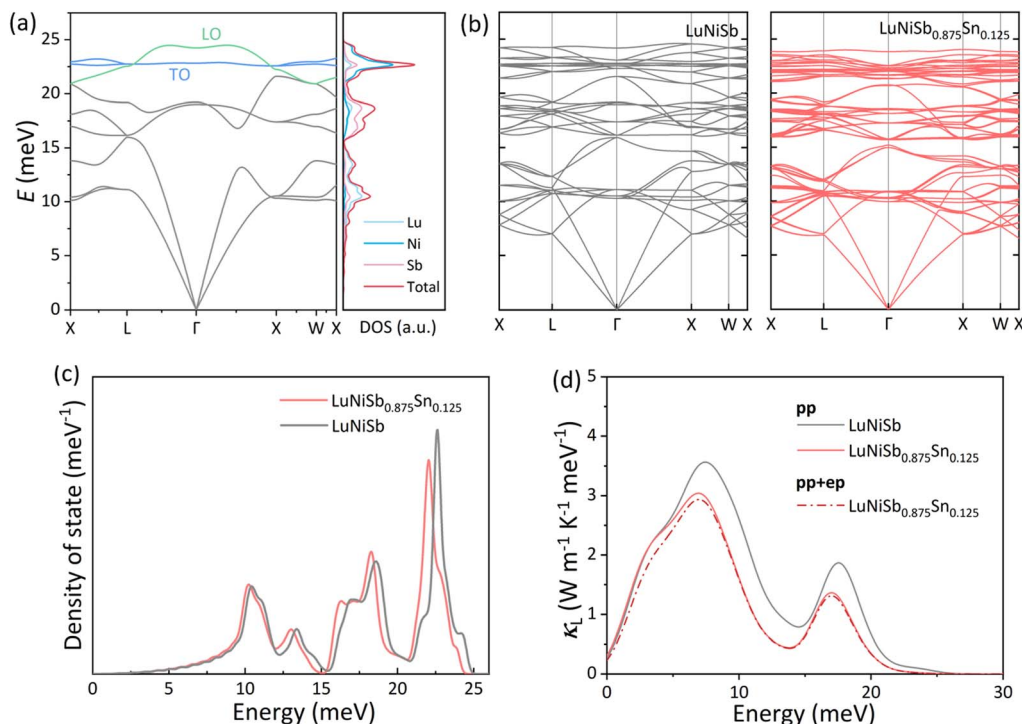 (a)
25
20
15
10
5
0
E (meV)
LO
TO
X L Γ X W X
Lu
Ni
Sb
Total
DOS (a.u.)
(b)
LuNiSb
X L Γ X W X
LuNiSb0.875Sn0.125
X L Γ X W X
(c)
Density of state (meV-1)
LuNiSb0.875Sn0.125
LuNiSb
0 5 10 15 20 25
Energy (meV)
(d)
5
4
3
2
1
0
κL (W m-1 K-1 meV-1)
pp
LuNiSb
LuNiSb0.875Sn0.125
pp+ep
LuNiSb0.875Sn0.125
0 10 20 30
Energy (meV)